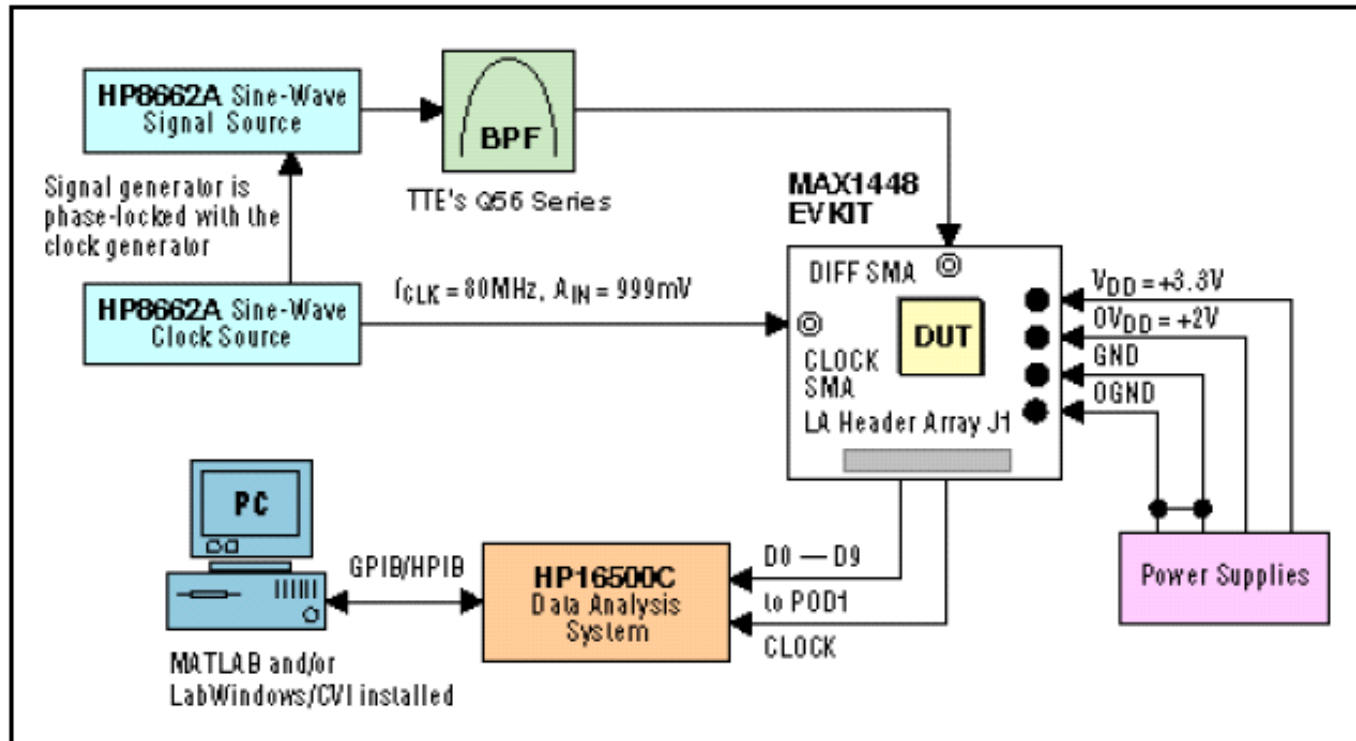 HP8662A Sine-Wave
Signal Source
BPF
TTE's Q56 Series
Signal generator is
phase-locked with the
clock generator
HP8662A Sine-Wave
Clock Source
fCLK = 80MHz, AIN = 999mV
MAX1448
EVKIT
DIFF SMA
DUT
CLOCK
SMA
LA Header Array J1
VDD = +3.3V
OVDD = +2V
GND
OGND
Power Supplies
PC
GPIB/HPIB
HP16500C
Data Analysis
System
D0 — D9
to POD1
CLOCK
MATLAB and/or
LabWindows/CVI installed